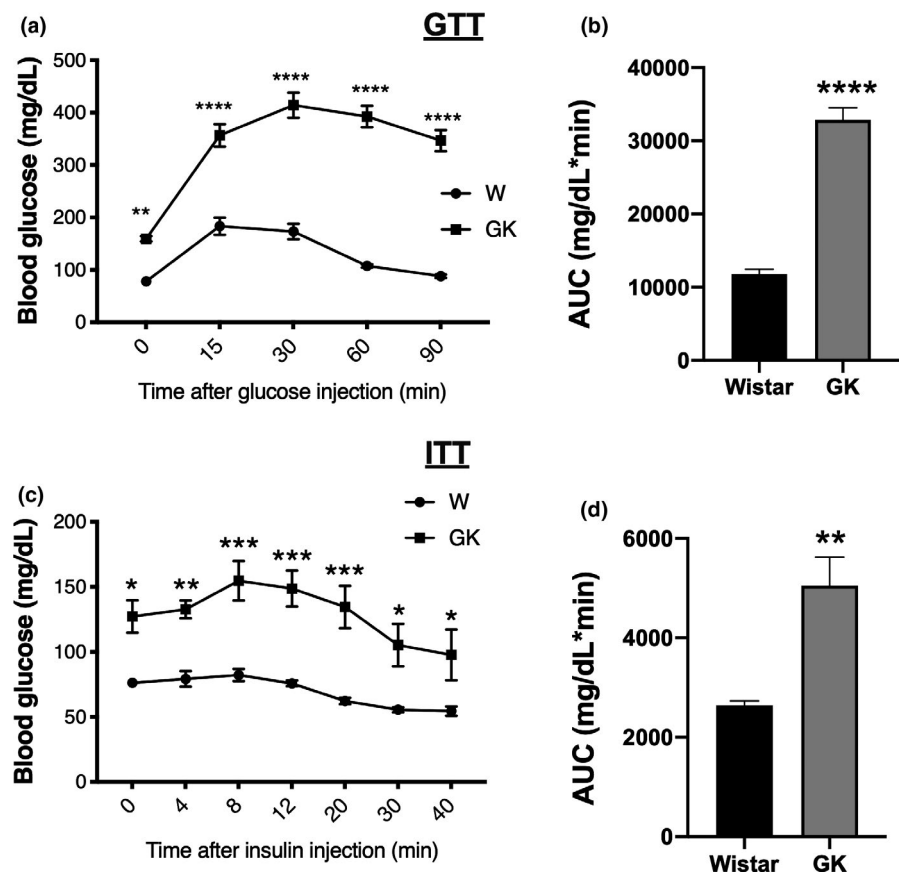 (a)
GTT
500
400
300
200
100
0
Blood glucose (mg/dL)
**
****
****
****
****
W
GK
0
15
30
60
90
Time after glucose injection (min)
(b)
40000
30000
20000
10000
0
AUC (mg/dL*min)
****
Wistar
GK
ITT
(c)
W
GK
200
150
100
50
0
Blood glucose (mg/dL)
*
**
***
***
***
*
*
0
4
8
12
20
30
40
Time after insulin injection (min)
(d)
6000
4000
2000
0
AUC (mg/dL*min)
**
Wistar
GK